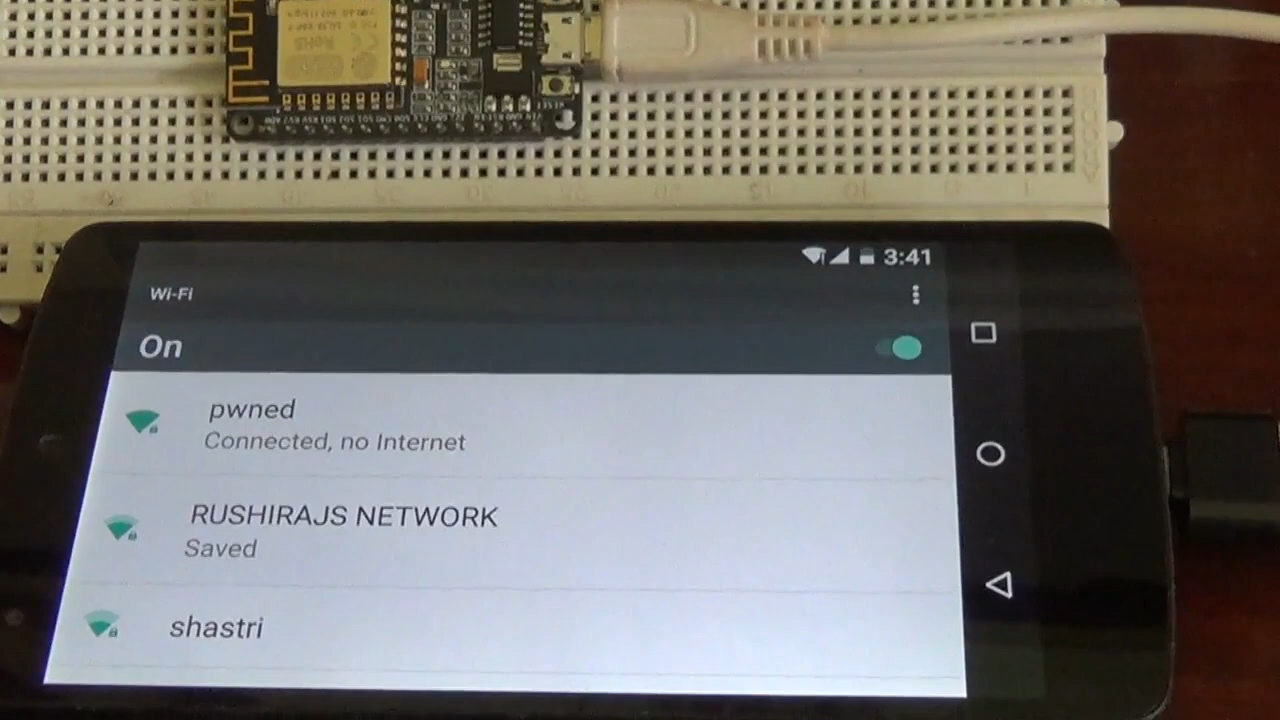 3:41
Wi-Fi
On
pwned
Connected, no Internet
RUSHIRAJS NETWORK
Saved
shastri